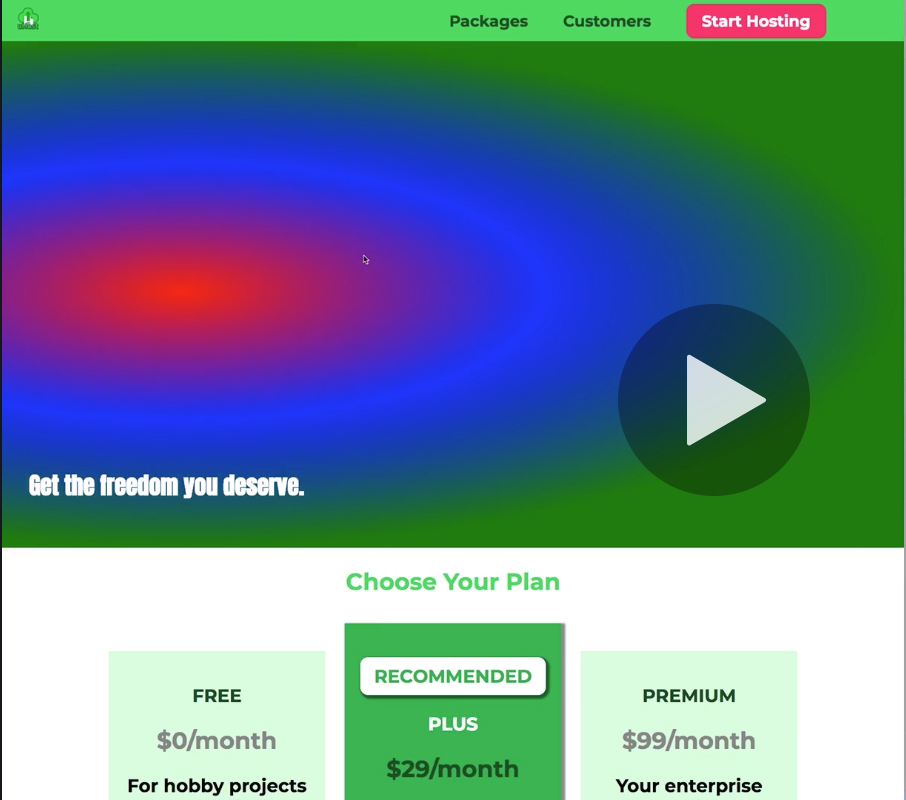 Packages
Customers
Start Hosting
Get the freedom you deserve.
Choose Your Plan
RECOMMENDED
FREE
PLUS
PREMIUM
$0/month
$29/month
$99/month
For hobby projects
Your enterprise